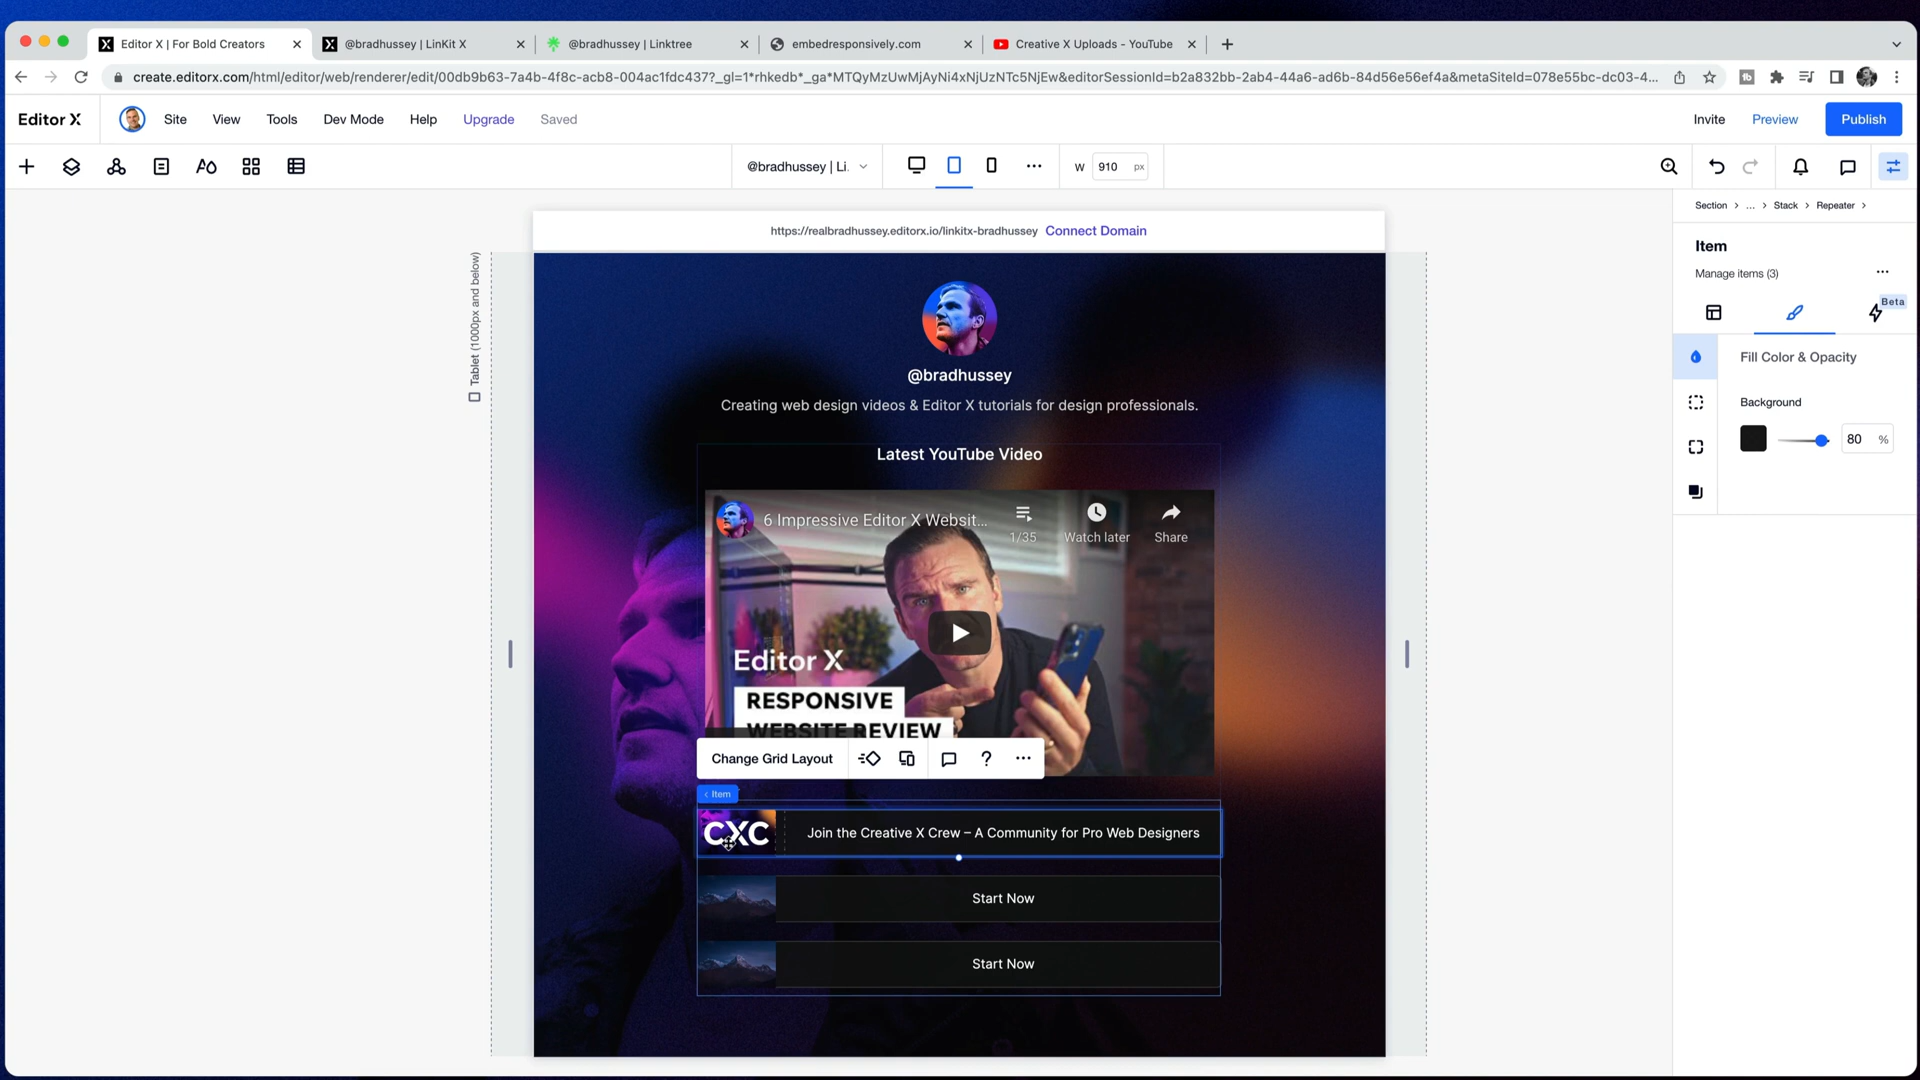 Editor X | For Bold Creators
@bradhussey | LinKit X
@bradhussey | Linktree
embedresponsively.com
Creative X Uploads - YouTube
create.editorx.com/html/editor/web/renderer/edit/00db9b63-7a4b-4f8c-acb8-004ac1fdc437?_gl=1*rhkedb*_ga*MTQyMzUwMjAyNi4xNjUzNTc5NjEw&editorSessionId=b2a832bb-2ab4-44a6-ad6b-84d56e56ef4a&metaSiteId=078e55bc-dc03-4...
Editor X
Site
View
Tools
Dev Mode
Help
Upgrade
Saved
Invite
Preview
Publish
@bradhussey | Li.
W 910 px
Section > ... > Stack > Repeater >
https://realbradhussey.editorx.io/linkitx-bradhussey Connect Domain
Item
Manage items (3)
Beta
Fill Color & Opacity
Background
80 %
Tablet (1000px and below)
@bradhussey
Creating web design videos & Editor X tutorials for design professionals.
Latest YouTube Video
6 Impressive Editor X Websit...
1/35
Watch later
Share
Editor X
RESPONSIVE
WEBSITE REVIEW
Change Grid Layout
?
< Item
CXC
Join the Creative X Crew – A Community for Pro Web Designers
Start Now
Start Now